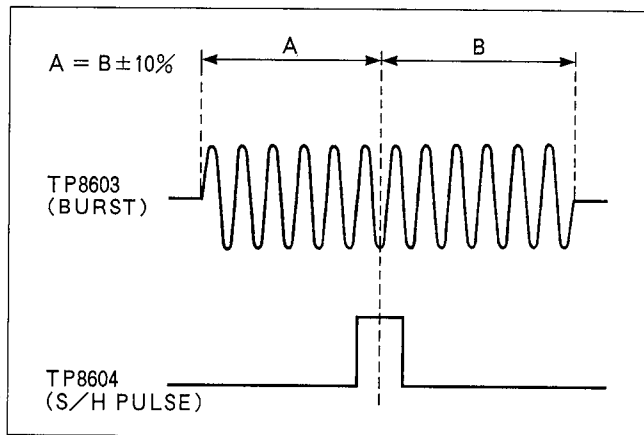 A = B ± 10%
A
B
TP8603
(BURST)
TP8604
(S/H PULSE)